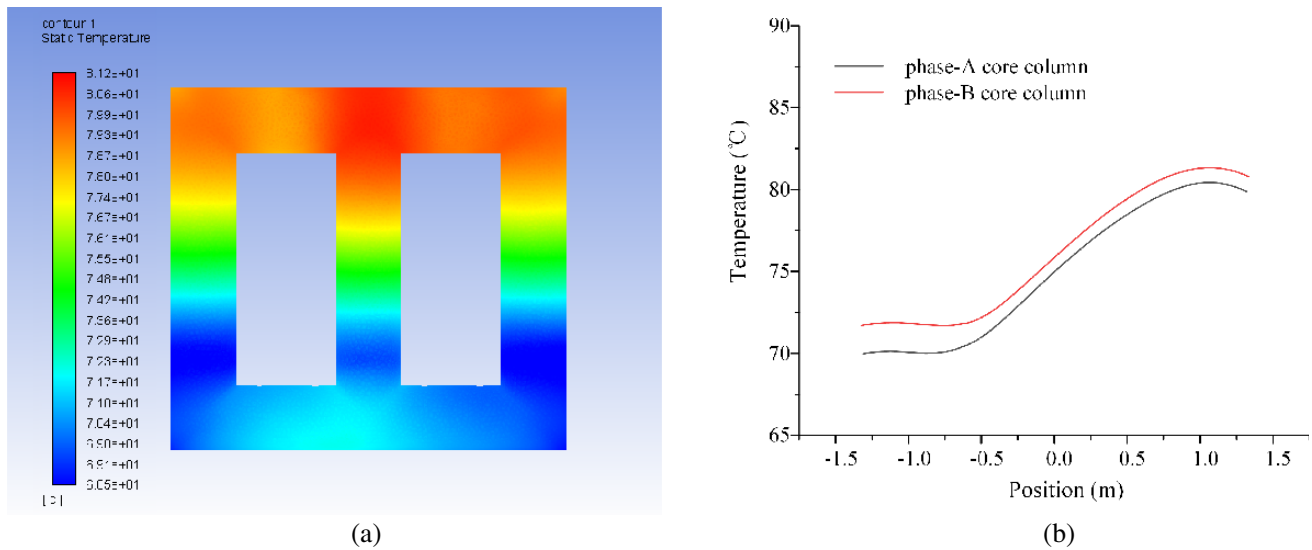 contour 1
Static Temperature
8.12e+01
8.06e+01
7.99e+01
7.93e+01
7.87e+01
7.80e+01
7.74e+01
7.67e+01
7.61e+01
7.55e+01
7.48e+01
7.42e+01
7.36e+01
7.29e+01
7.23e+01
7.17e+01
7.10e+01
7.04e+01
6.91e+01
6.85e+01
(a)
phase-A core column
phase-B core column
Temperature (°C)
90
85
80
75
70
65
-1.5 -1.0 -0.5 0.0 0.5 1.0 1.5
Position (m)
(b)